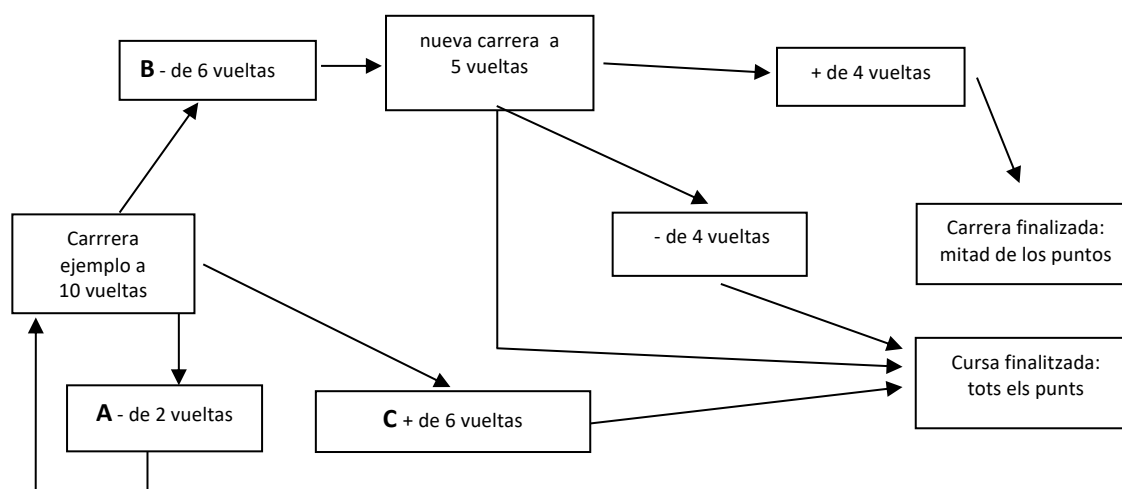 B - de 6 vueltas
nueva carrera a
5 vueltas
+ de 4 vueltas
Carrrera
ejemplo a
10 vueltas
- de 4 vueltas
Carrera finalizada:
mitad de los puntos
A - de 2 vueltas
C + de 6 vueltas
Cursa finalitzada:
tots els punts